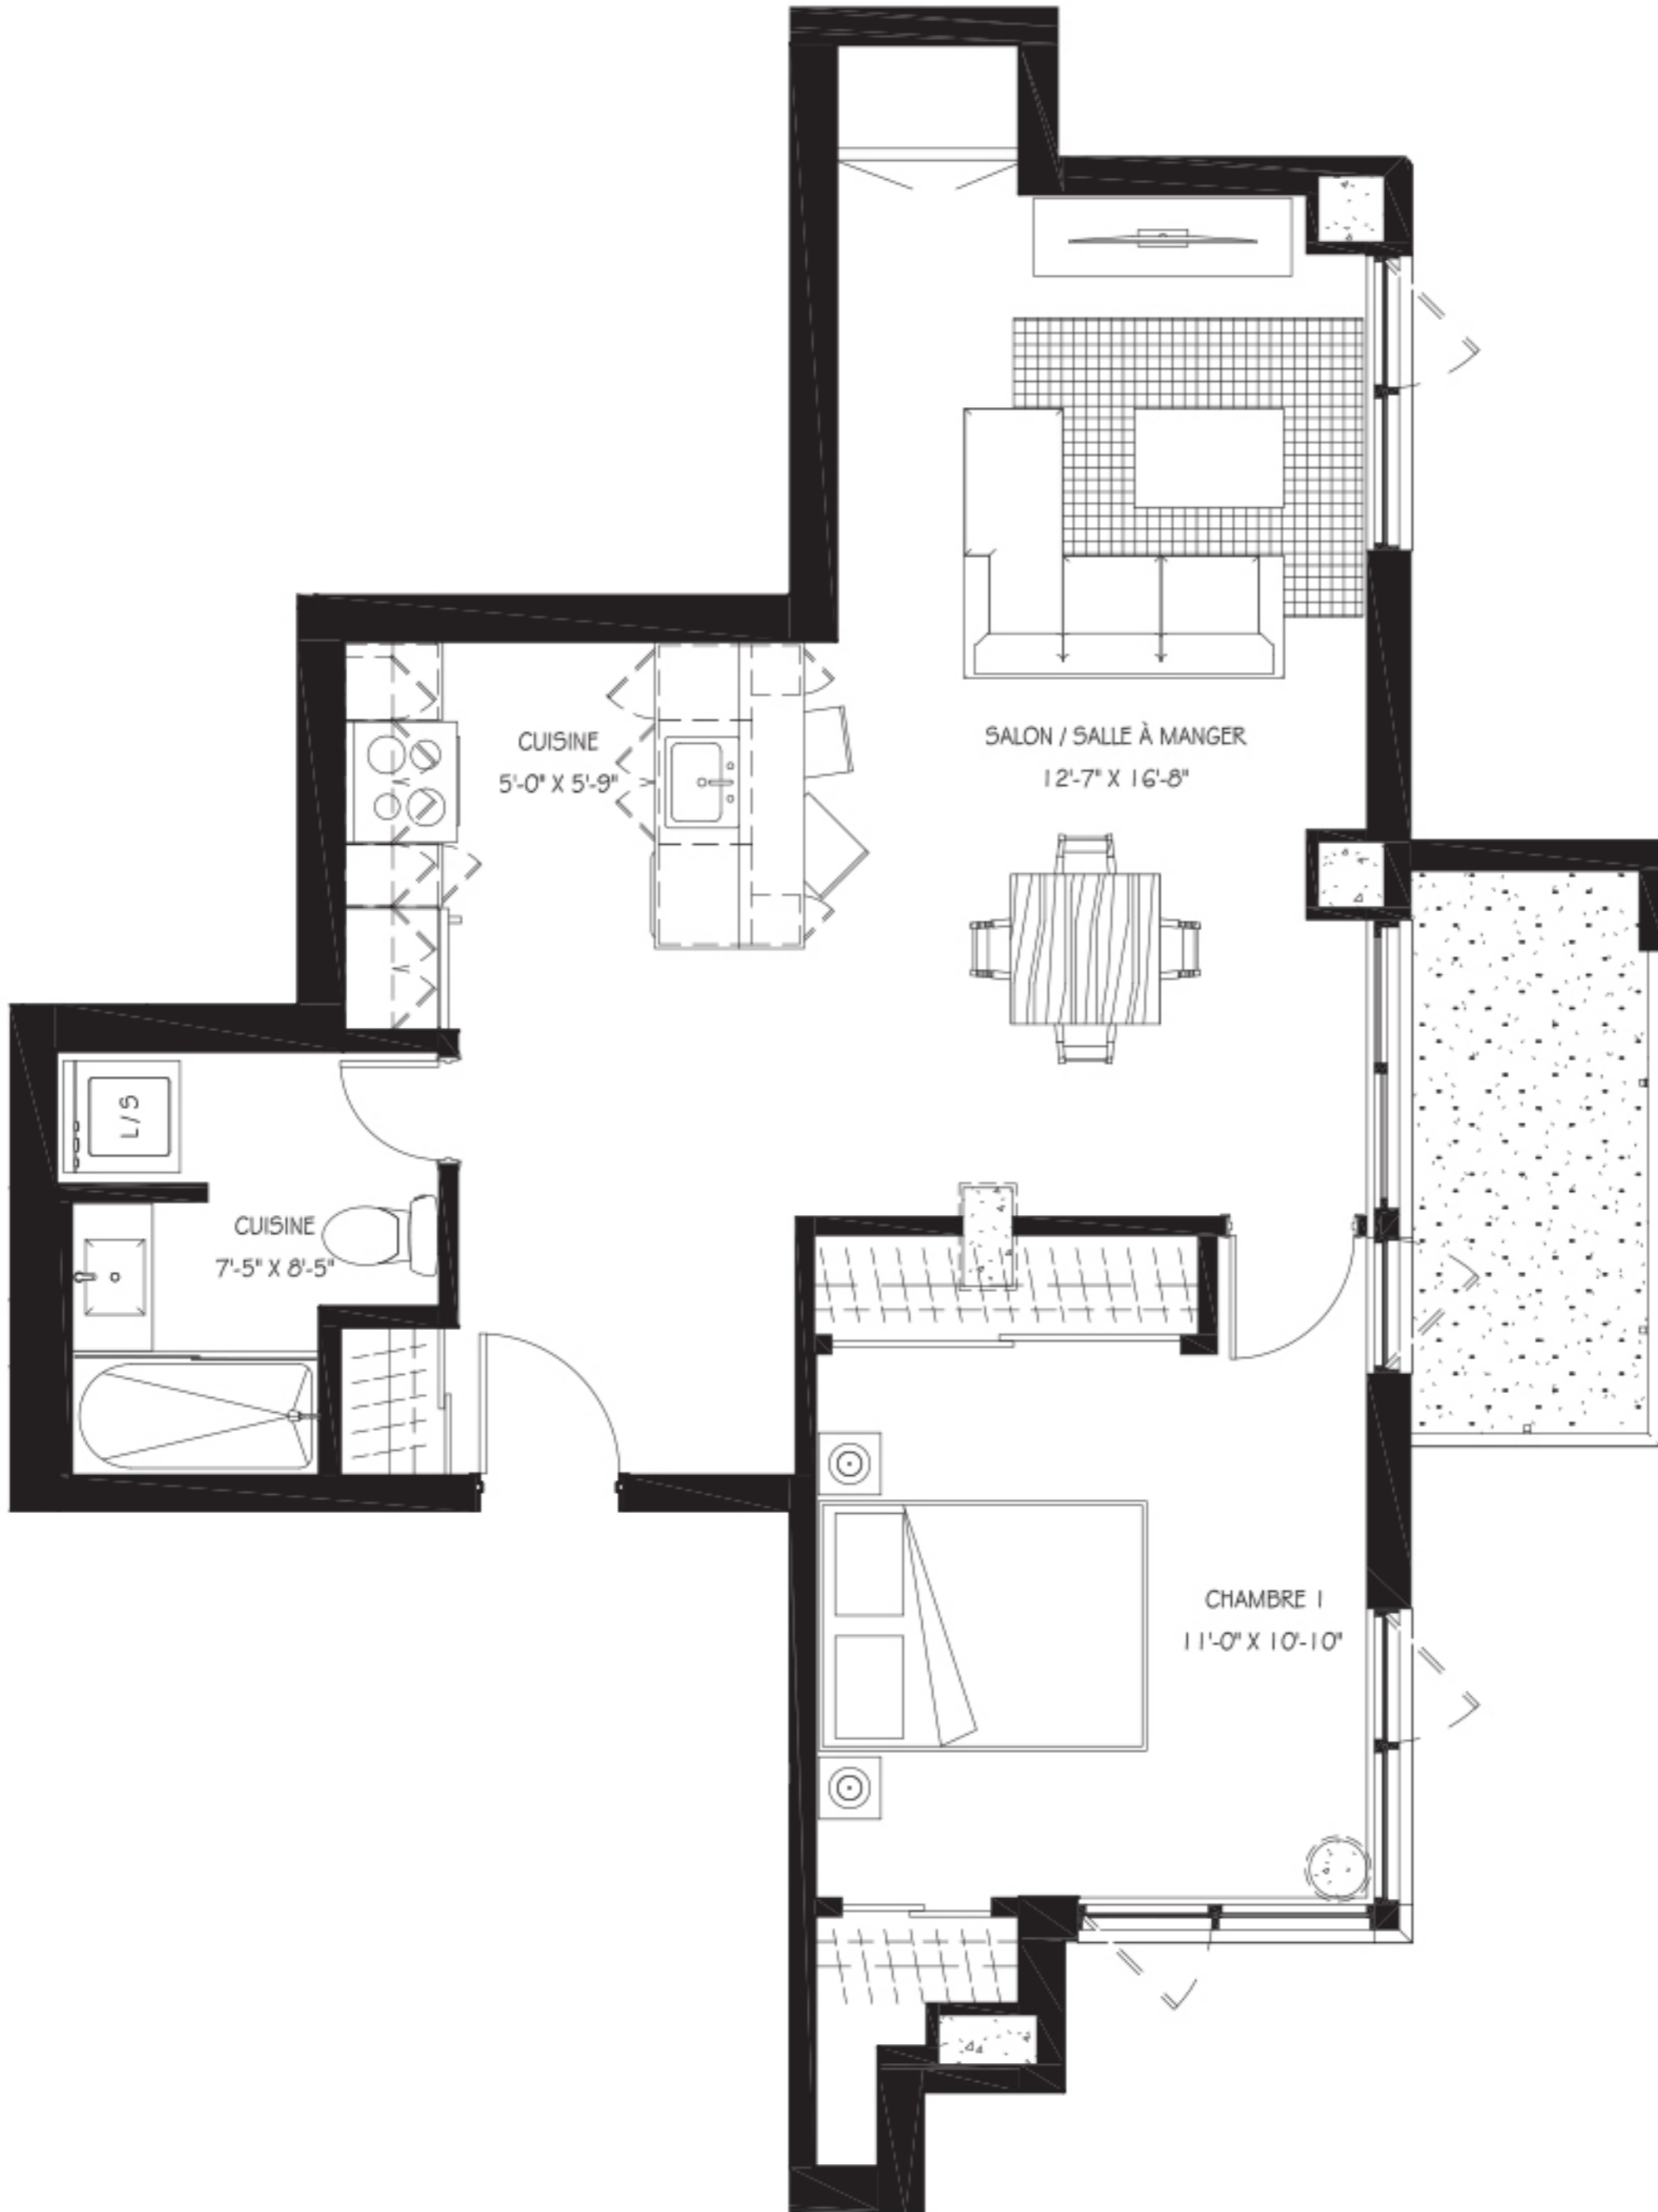 CUISINE
5'-0" X 5'-9"
SALON / SALLE À MANGER
12'-7" X 16'-8"
L / S
CUISINE
7'-5" X 8'-5"
CHAMBRE 1
11'-0" X 10'-10"